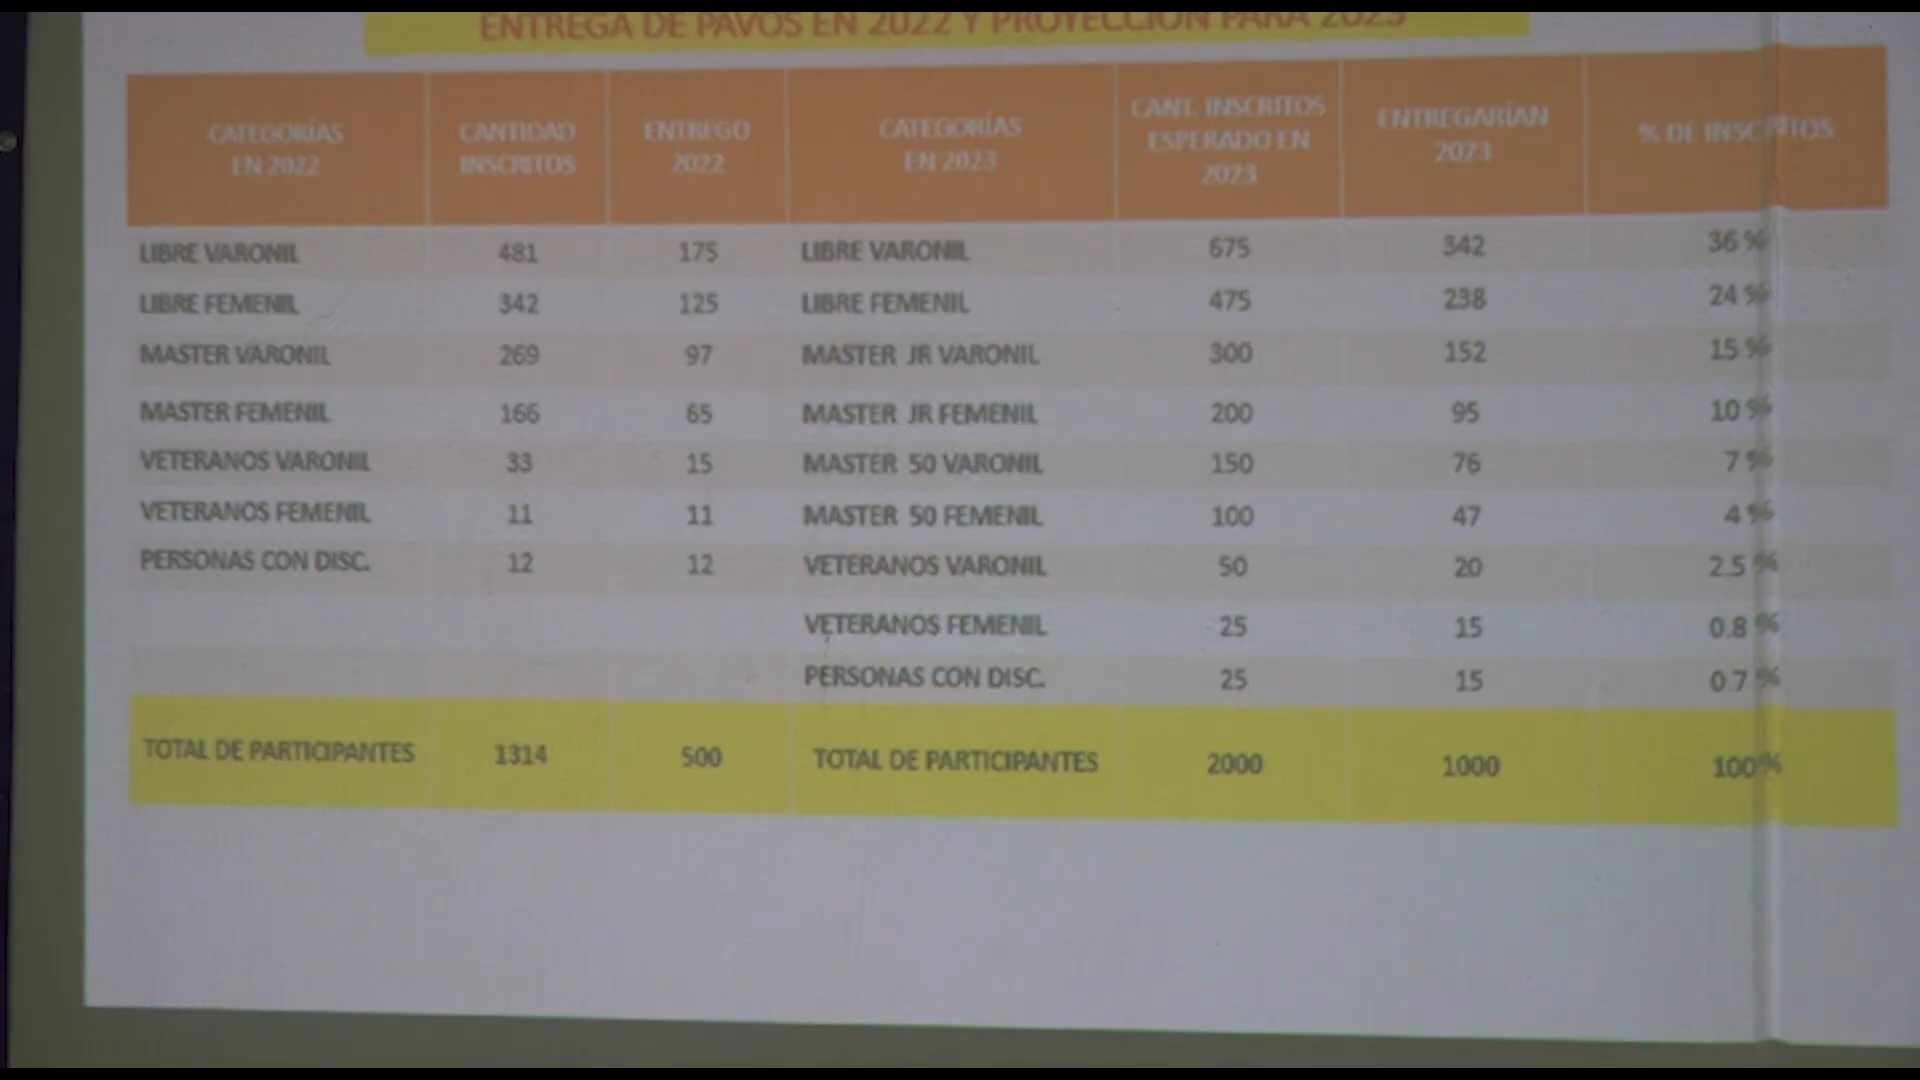 ENTREGA DE PAVOS EN 2022 Y PROYECCIÓN PARA 2023
CATEGORÍAS EN 2022 CANTIDAD INSCRITOS ENTREGO 2022 CATEGORÍAS EN 2023 CANT. INSCRITOS ESPERADO EN 2023 ENTREGARÍAN 2023 % DE INSCRITOS
LIBRE VARONIL 481 175 LIBRE VARONIL 675 342 36 %
LIBRE FEMENIL 342 125 LIBRE FEMENIL 475 238 24 %
MASTER VARONIL 269 97 MASTER JR VARONIL 300 152 15 %
MASTER FEMENIL 166 65 MASTER JR FEMENIL 200 95 10 %
VETERANOS VARONIL 33 15 MASTER 50 VARONIL 150 76 7 %
VETERANOS FEMENIL 11 11 MASTER 50 FEMENIL 100 47 4 %
PERSONAS CON DISC. 12 12 VETERANOS VARONIL 50 20 2.5 %
VETERANOS FEMENIL 25 15 0.8 %
PERSONAS CON DISC. 25 15 0.7 %
TOTAL DE PARTICIPANTES 1314 500 TOTAL DE PARTICIPANTES 2000 1000 100 %